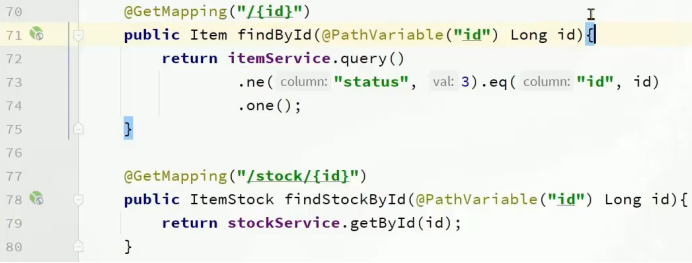 70 @GetMapping("/{id}")
71 public Item findById(@PathVariable("id") Long id){
72 return itemService.query()
73 .ne( column: "status", val: 3).eq( column: "id", id)
74 .one();
75 }
76
77 @GetMapping("/stock/{id}")
78 public ItemStock findStockById(@PathVariable("id") Long id){
79 return stockService.getById(id);
80 }